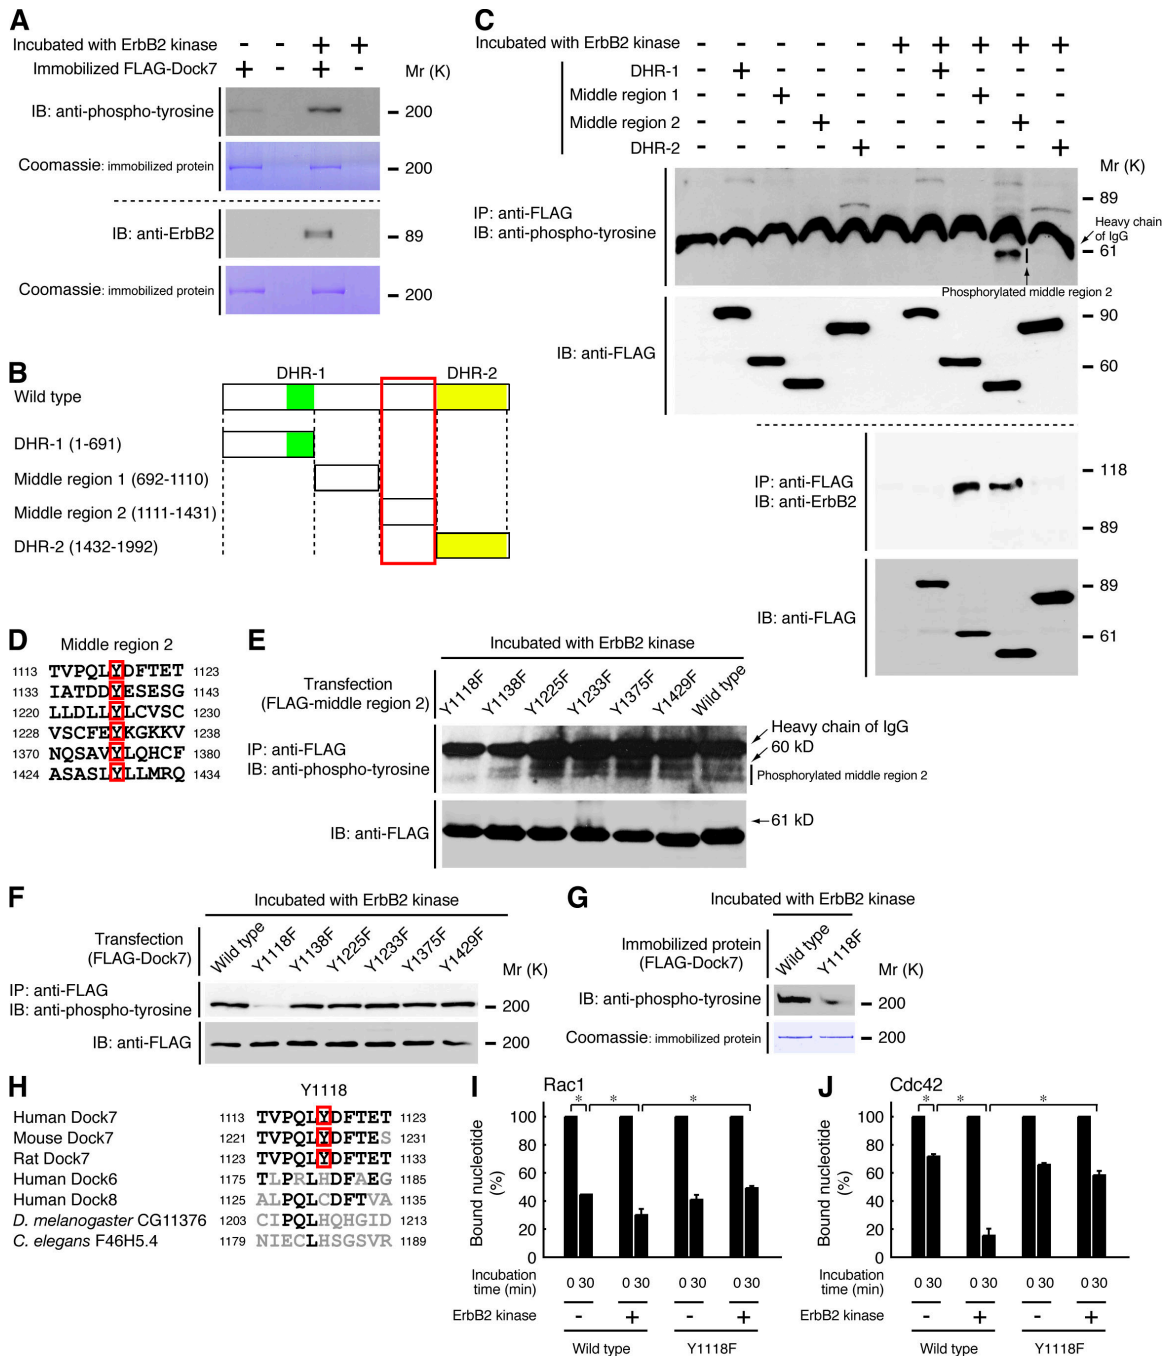 A
Incubated with ErbB2 kinase - - + +
Immobilized FLAG-Dock7 + - + - Mr (K)
IB: anti-phospho-tyrosine 200
Coomassie: immobilized protein 200
IB: anti-ErbB2 89
Coomassie: immobilized protein 200
B
DHR-1 DHR-2
Wild type
DHR-1 (1-691)
Middle region 1 (692-1110)
Middle region 2 (1111-1431)
DHR-2 (1432-1992)
C
Incubated with ErbB2 kinase - - - - - + + + + +
DHR-1 - + - - - - + - - -
Middle region 1 - - + - - - - + - -
Middle region 2 - - - + - - - - + -
DHR-2 - - - - + - - - - +
Mr (K)
IP: anti-FLAG
IB: anti-phospho-tyrosine
89
Heavy chain
of IgG
61
Phosphorylated middle region 2
IB: anti-FLAG
90
60
IP: anti-FLAG
IB: anti-ErbB2
118
89
IB: anti-FLAG
89
61
D
Middle region 2
1113 TVPQLYDFTET 1123
1133 IATDDYESESG 1143
1220 LLDLLYLCVSC 1230
1228 VSCFEYKGKKV 1238
1370 NQSAVYLQHCF 1380
1424 ASASLYLLMRQ 1434
E
Incubated with ErbB2 kinase
Transfection
(FLAG-middle region 2)
Y1118F Y1138F Y1225F Y1233F Y1375F Y1429F Wild type
IP: anti-FLAG
IB: anti-phospho-tyrosine
Heavy chain of IgG
60 kD
Phosphorylated middle region 2
IB: anti-FLAG
61 kD
F
Incubated with ErbB2 kinase
Transfection
(FLAG-Dock7)
Wild type Y1118F Y1138F Y1225F Y1233F Y1375F Y1429F
Mr (K)
IP: anti-FLAG
IB: anti-phospho-tyrosine
200
IB: anti-FLAG 200
G
Incubated with ErbB2 kinase
Immobilized protein
(FLAG-Dock7)
Wild type Y1118F
Mr (K)
IB: anti-phospho-tyrosine 200
Coomassie: immobilized protein 200
H
Y1118
Human Dock7 1113 TVPQLYDFTET 1123
Mouse Dock7 1221 TVPQLYDFTES 1231
Rat Dock7 1123 TVPQLYDFTET 1133
Human Dock6 1175 TLPRLHDFAEG 1185
Human Dock8 1125 ALPQLCDFTVA 1135
D. melanogaster CG11376 1203 CIPQLHQHGID 1213
C. elegans F46H5.4 1179 NIECLHSGSVR 1189
I
Rac1
* * *
Bound nucleotide
(%)
100
80
60
40
20
0
Incubation
time (min)
0 30 0 30 0 30 0 30
ErbB2 kinase - + - +
Wild type Y1118F
J
Cdc42
* * *
Bound nucleotide
(%)
100
80
60
40
20
0
Incubation
time (min)
0 30 0 30 0 30 0 30
ErbB2 kinase - + - +
Wild type Y1118F